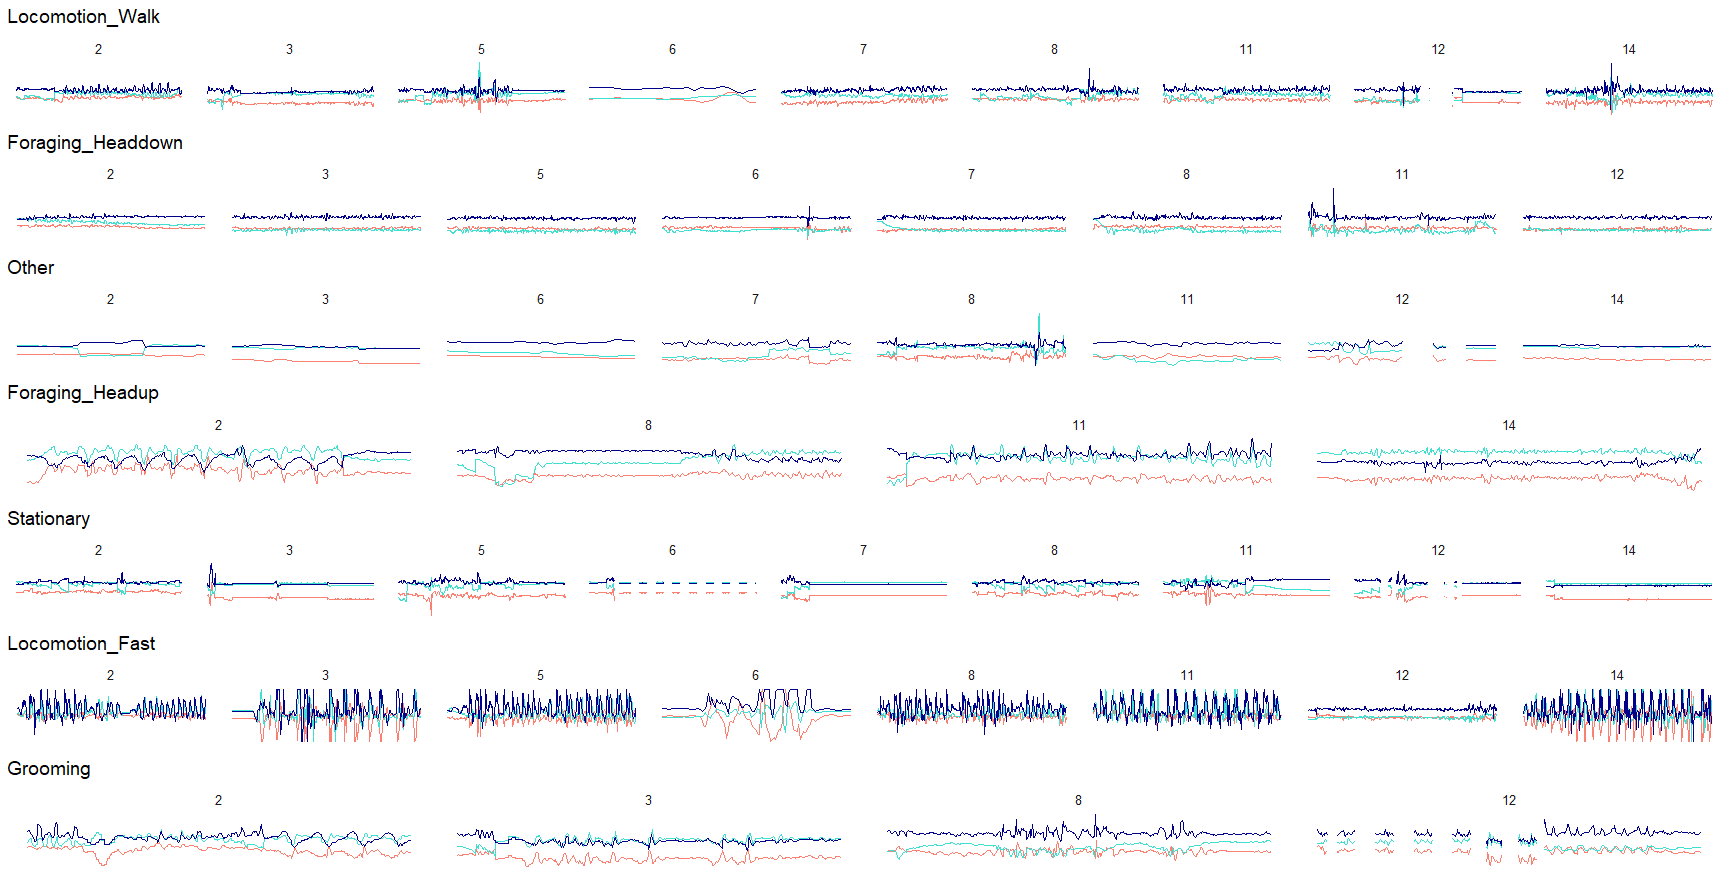 Locomotion_Walk
2 3 5 6 7 8 11 12 14
Foraging_Headdown
2 3 5 6 7 8 11 12
Other
2 3 6 7 8 11 12 14
Foraging_Headup
2 8 11 14
Stationary
2 3 5 6 7 8 11 12 14
Locomotion_Fast
2 3 5 6 8 11 12 14
Grooming
2 3 8 12